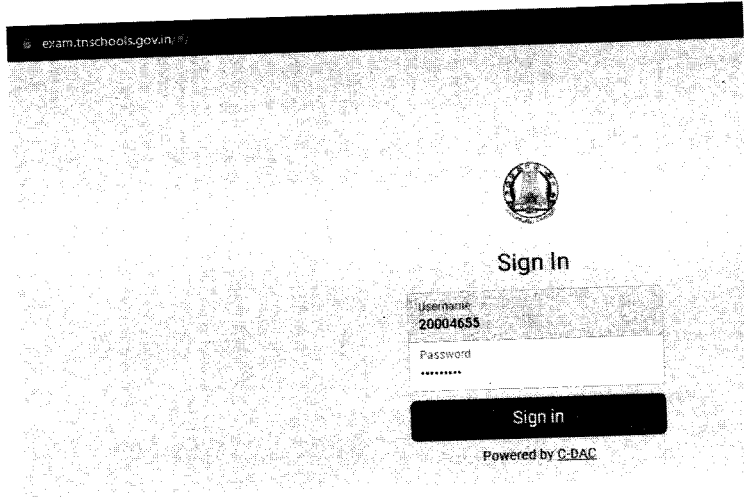 exam.tnschools.gov.in/#/
Sign In
Username
20004655
Password
•••••••••
Sign in
Powered by C-DAC